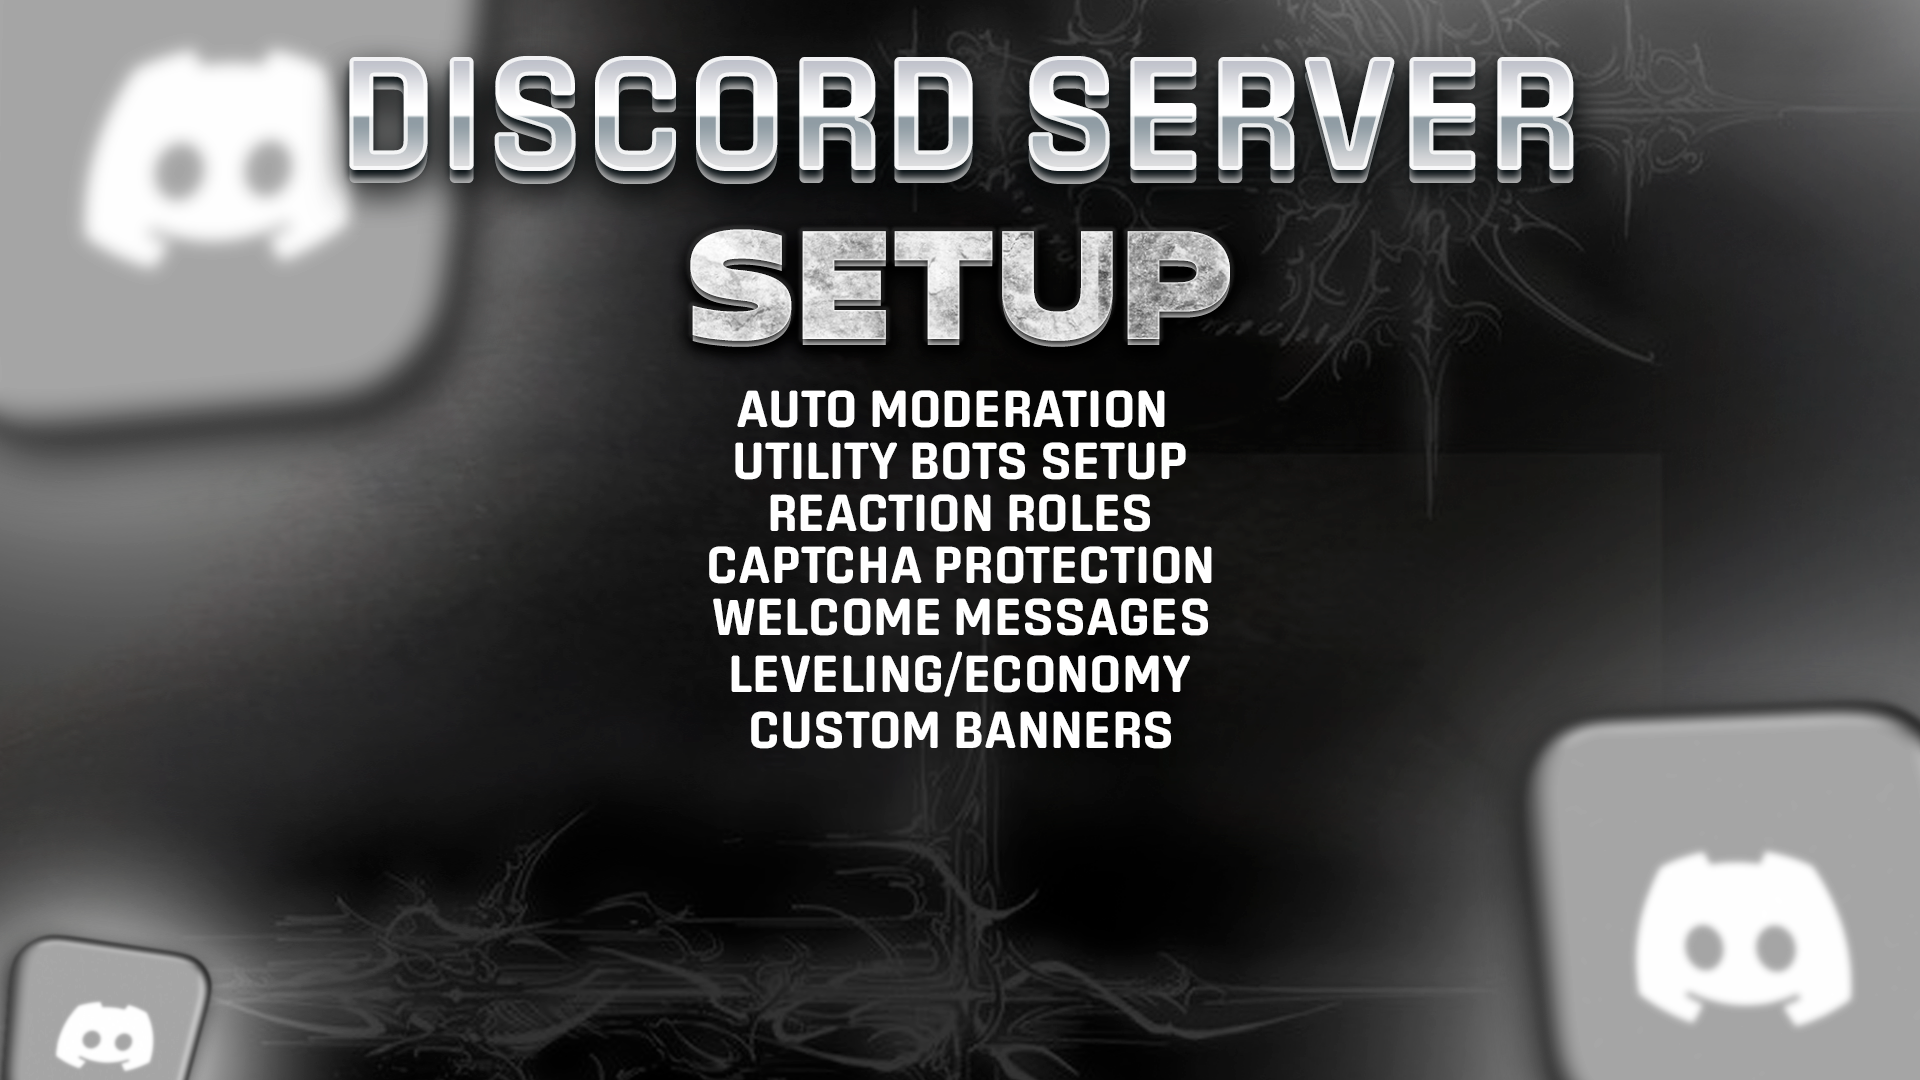 DISCORD SERVER
SETUP
AUTO MODERATION
UTILITY BOTS SETUP
REACTION ROLES
CAPTCHA PROTECTION
WELCOME MESSAGES
LEVELING/ECONOMY
CUSTOM BANNERS